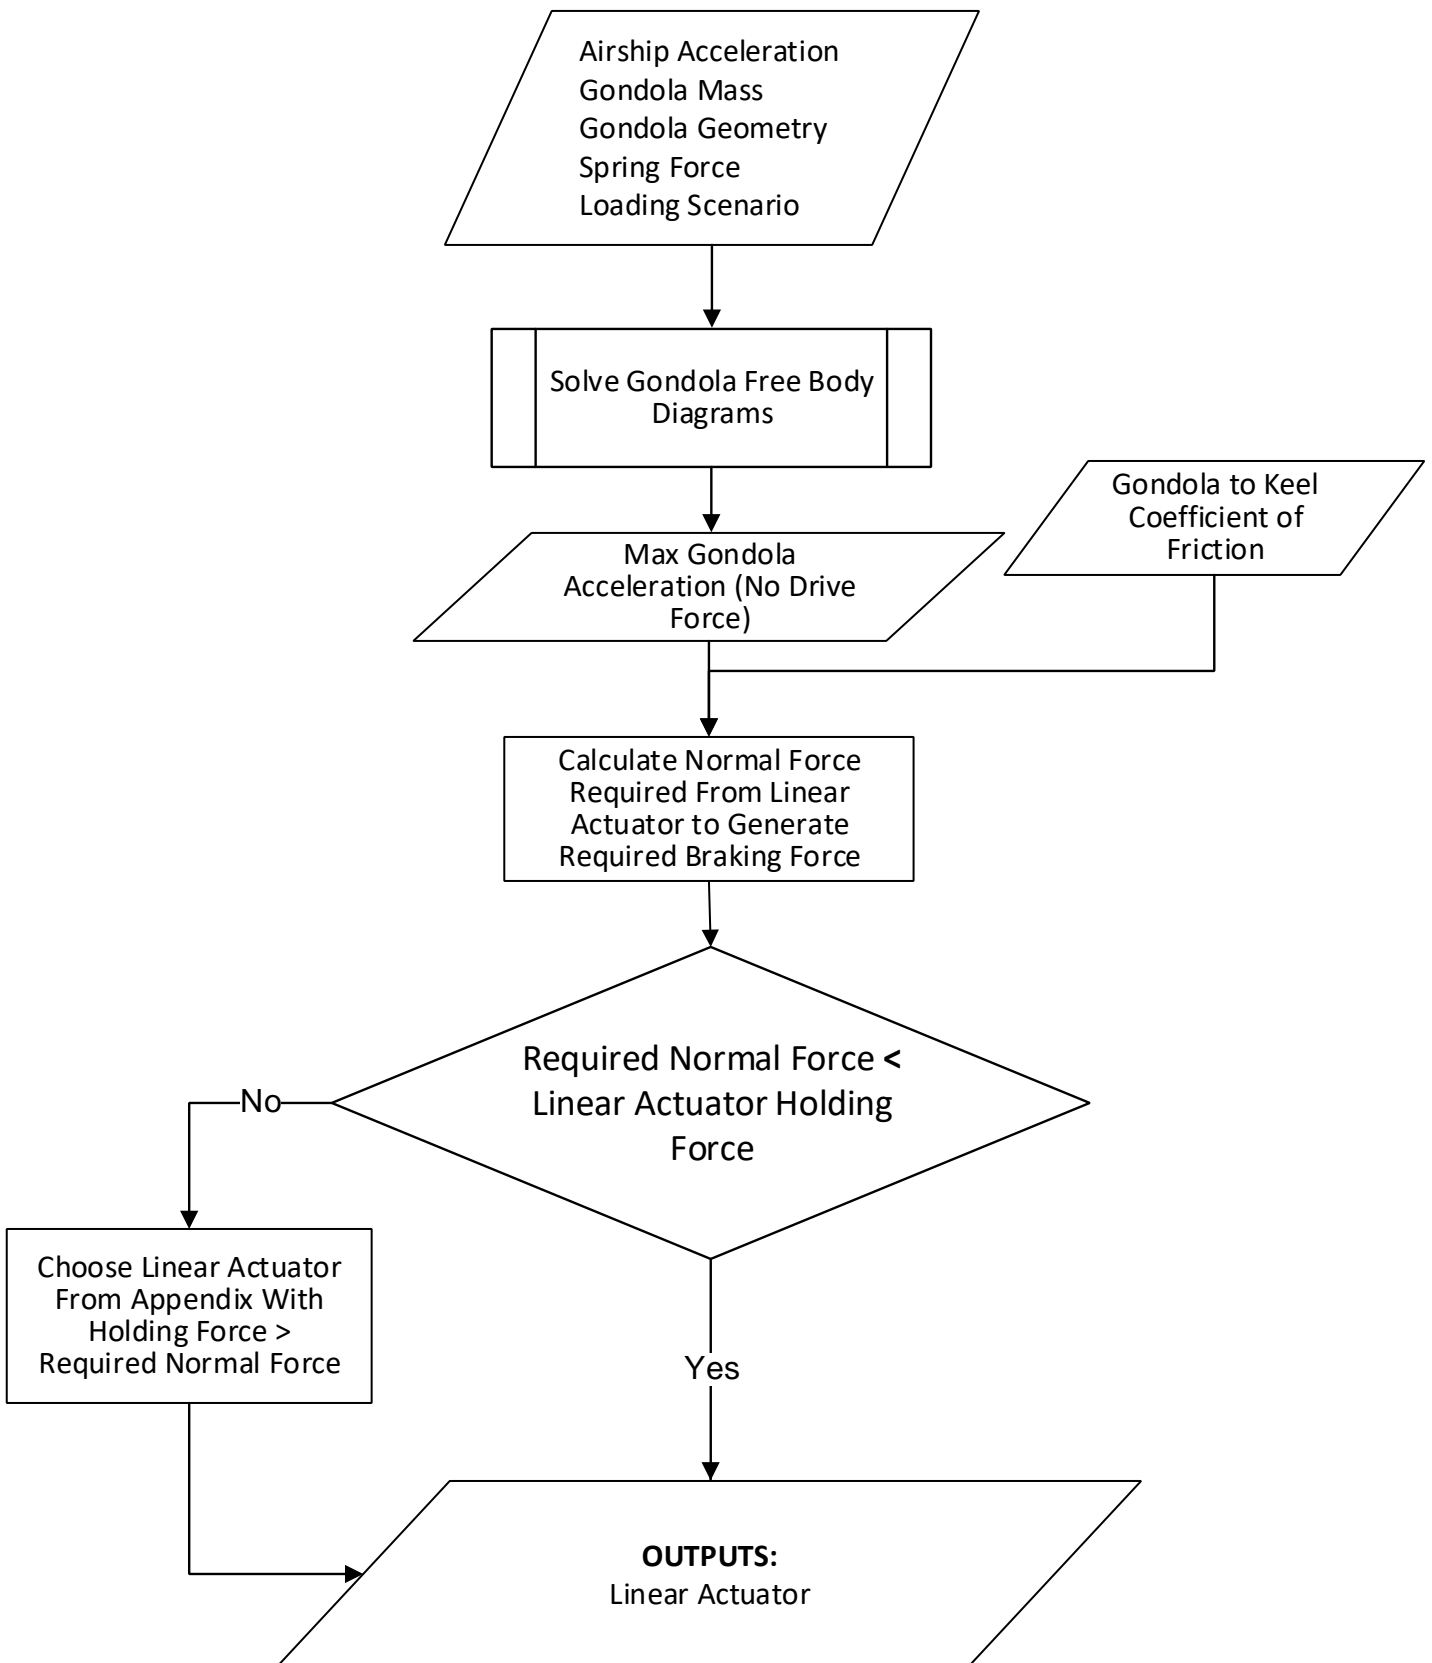 Airship Acceleration
Gondola Mass
Gondola Geometry
Spring Force
Loading Scenario
Solve Gondola Free Body
Diagrams
Gondola to Keel
Coefficient of
Friction
Max Gondola
Acceleration (No Drive
Force)
Calculate Normal Force
Required From Linear
Actuator to Generate
Required Braking Force
Required Normal Force <
Linear Actuator Holding
Force
No
Choose Linear Actuator
From Appendix With
Holding Force >
Required Normal Force
Yes
OUTPUTS:
Linear Actuator